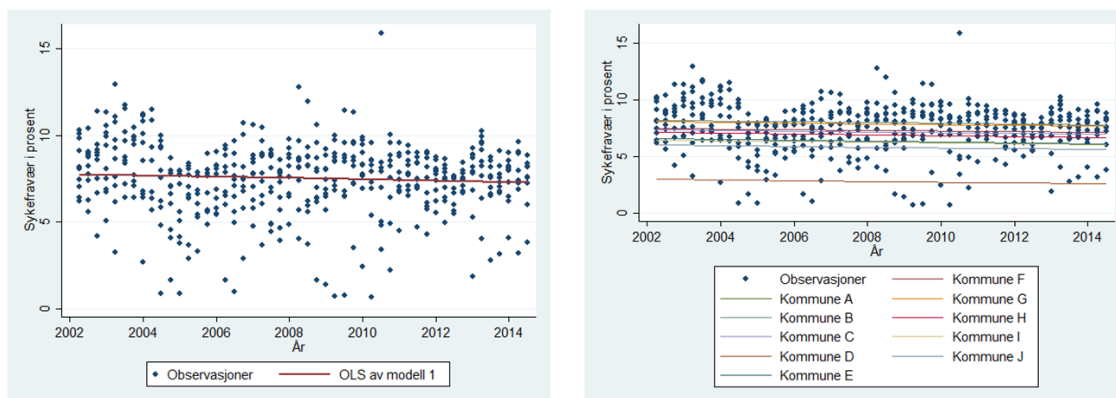 15
10
5
0
Sykefravær i prosent
2002 2004 2006 2008 2010 2012 2014
År
Observasjoner OLS av modell 1
15
10
5
0
Sykefravær i prosent
2002 2004 2006 2008 2010 2012 2014
År
Observasjoner Kommune F
Kommune A Kommune G
Kommune B Kommune H
Kommune C Kommune I
Kommune D Kommune J
Kommune E